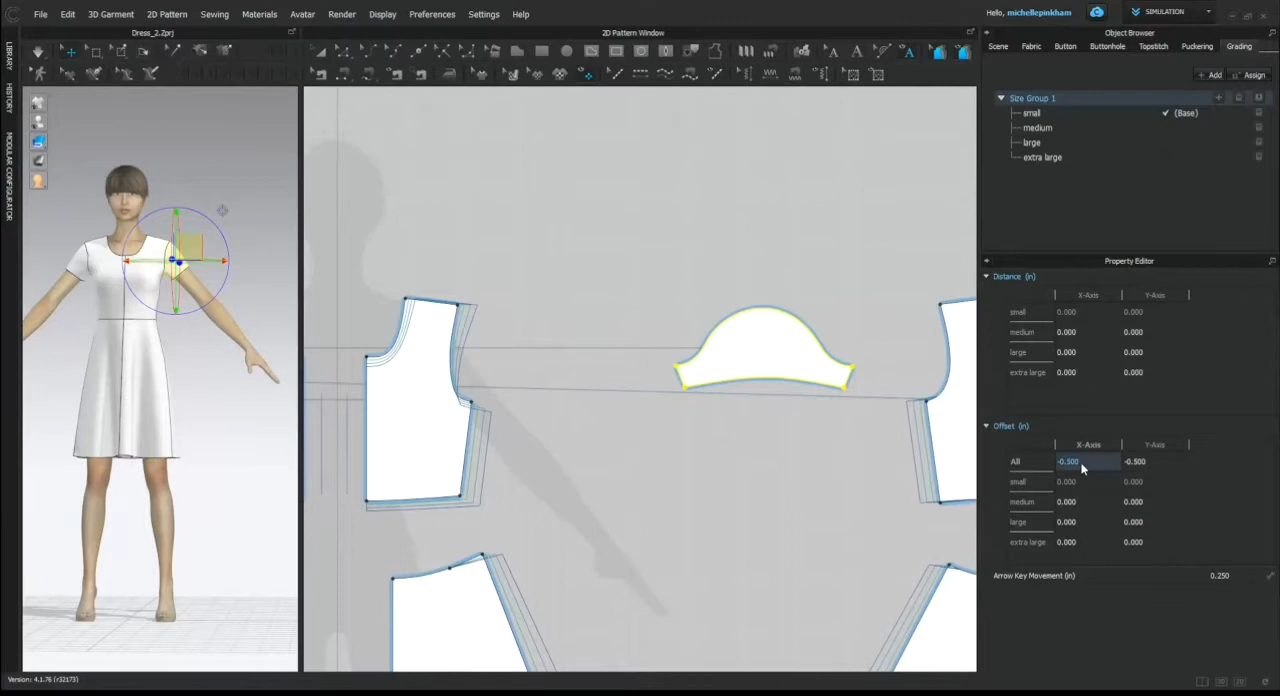 File Edit 3D Garment 2D Pattern Sewing Materials Avatar Render Display Preferences Settings Help
Hello, michellepinkham
SIMULATION
Dress_2.Zprj
2D Pattern Window
Object Browser
Scene Fabric Button Buttonhole Topstitch Puckering Grading
+ Add Assign
LIBRARY
HISTORY
MODULAR CONFIGURATOR
Size Group 1
small (Base)
medium
large
extra large
Property Editor
Distance (in)
X-Axis Y-Axis
small 0.000 0.000
medium 0.000 0.000
large 0.000 0.000
extra large 0.000 0.000
Offset (in)
X-Axis Y-Axis
All -0.500 -0.500
small 0.000 0.000
medium 0.000 0.000
large 0.000 0.000
extra large 0.000 0.000
Arrow Key Movement (in) 0.250
Version: 4.1.76 (r32173)